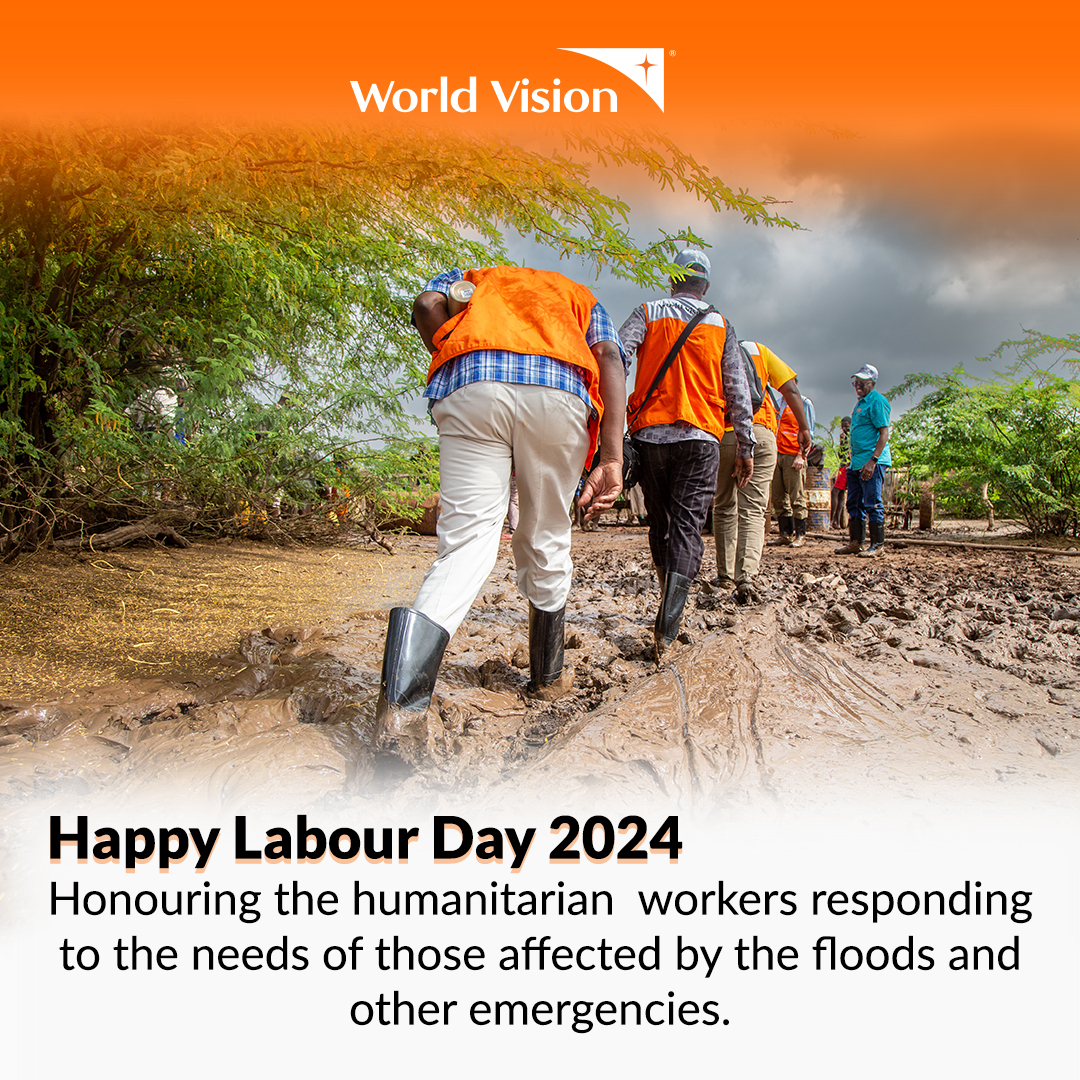 World Vision®
Happy Labour Day 2024
Honouring the humanitarian  workers responding
to the needs of those affected by the floods and
other emergencies.